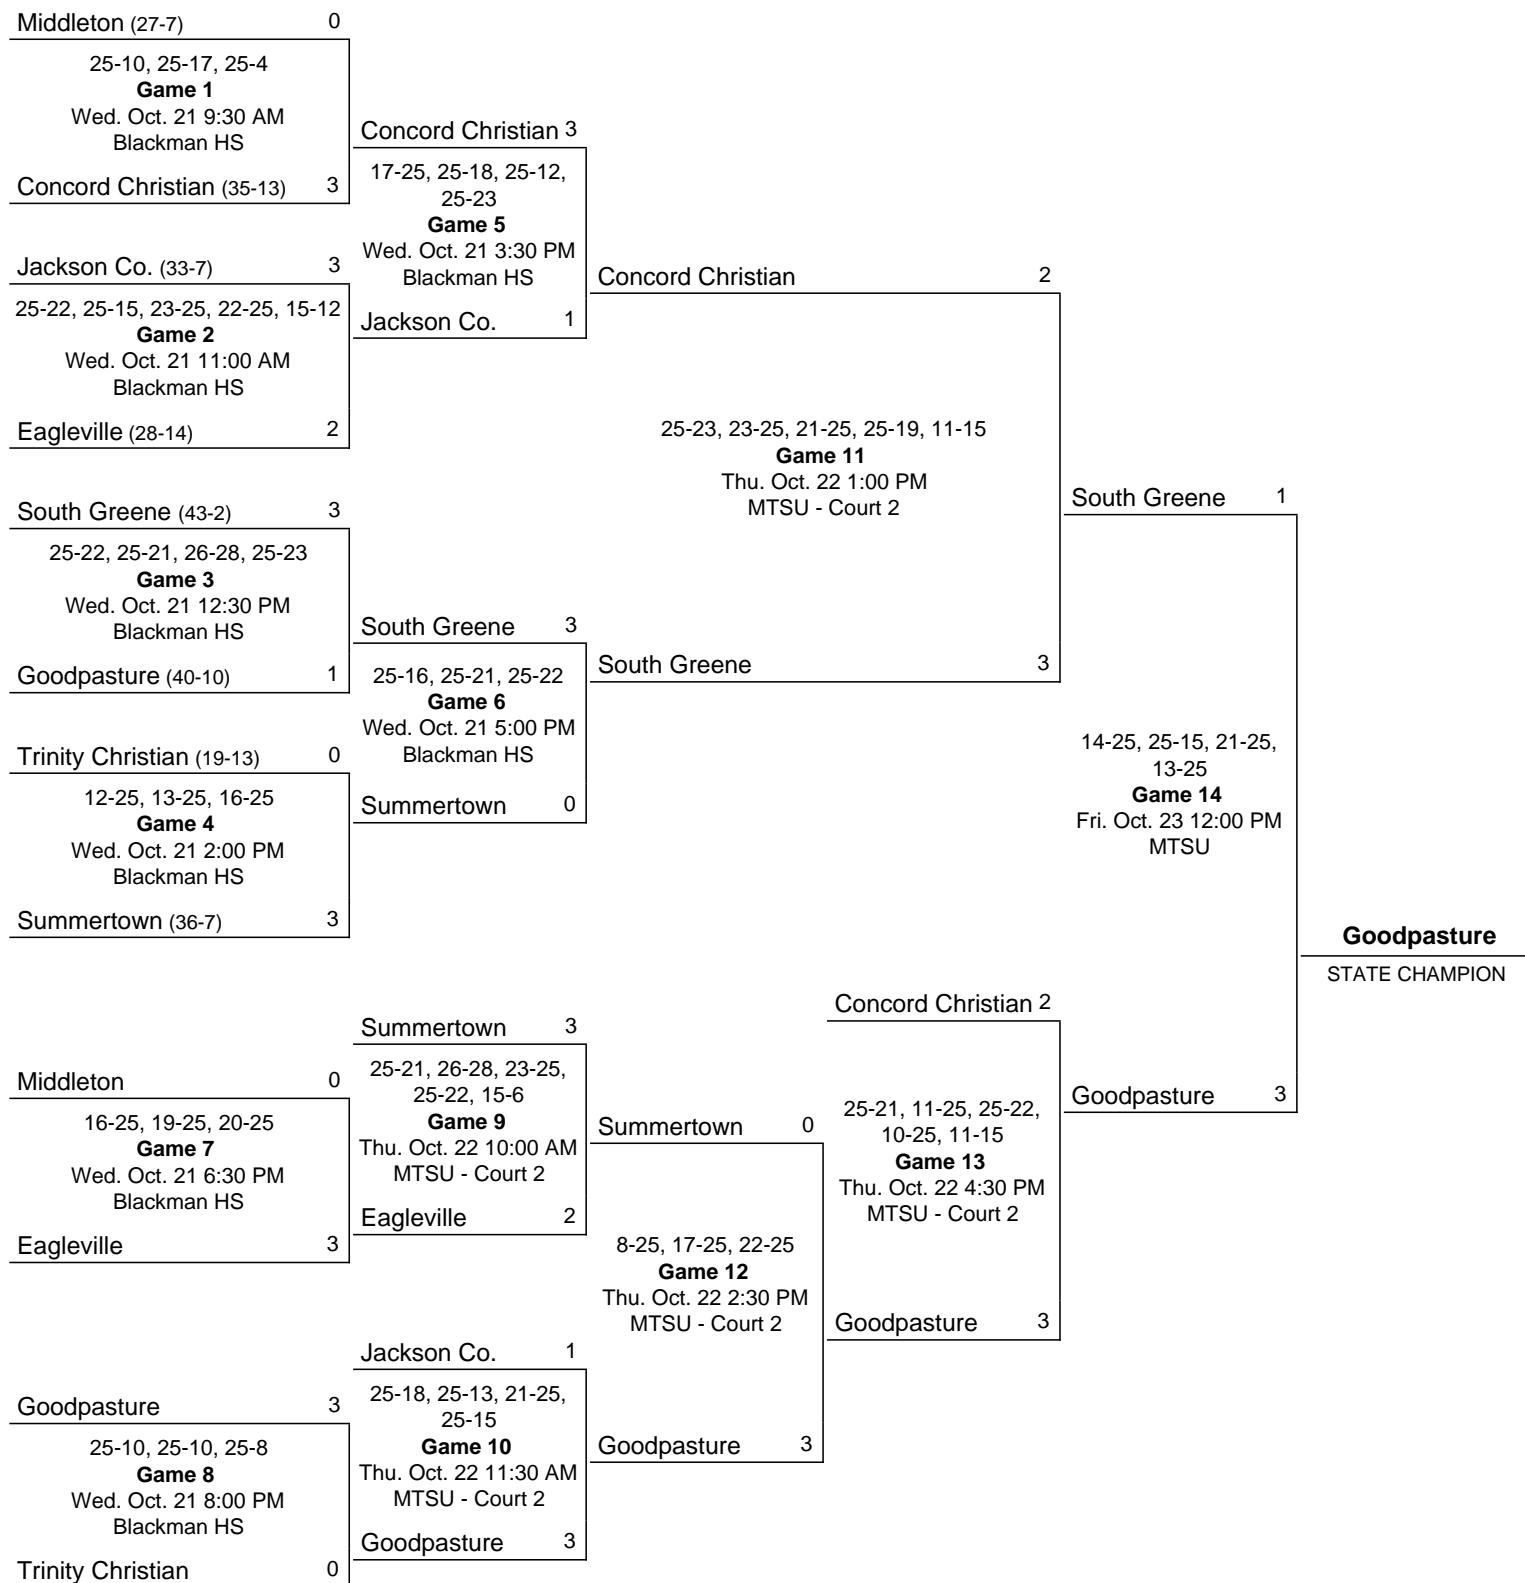 Middleton (27-7) 0
25-10, 25-17, 25-4
Game 1
Wed. Oct. 21 9:30 AM
Blackman HS
Concord Christian (35-13) 3
Jackson Co. (33-7) 3
25-22, 25-15, 23-25, 22-25, 15-12
Game 2
Wed. Oct. 21 11:00 AM
Blackman HS
Eagleville (28-14) 2
South Greene (43-2) 3
25-22, 25-21, 26-28, 25-23
Game 3
Wed. Oct. 21 12:30 PM
Blackman HS
Goodpasture (40-10) 1
Trinity Christian (19-13) 0
12-25, 13-25, 16-25
Game 4
Wed. Oct. 21 2:00 PM
Blackman HS
Summertown (36-7) 3
Concord Christian 3
17-25, 25-18, 25-12,
25-23
Game 5
Wed. Oct. 21 3:30 PM
Blackman HS
Jackson Co. 1
South Greene 3
25-16, 25-21, 25-22
Game 6
Wed. Oct. 21 5:00 PM
Blackman HS
Summertown 0
Concord Christian 2
25-23, 23-25, 21-25, 25-19, 11-15
Game 11
Thu. Oct. 22 1:00 PM
MTSU - Court 2
South Greene 3
South Greene 1
14-25, 25-15, 21-25,
13-25
Game 14
Fri. Oct. 23 12:00 PM
MTSU
Goodpasture 3
Goodpasture
STATE CHAMPION
Middleton 0
16-25, 19-25, 20-25
Game 7
Wed. Oct. 21 6:30 PM
Blackman HS
Eagleville 3
Goodpasture 3
25-10, 25-10, 25-8
Game 8
Wed. Oct. 21 8:00 PM
Blackman HS
Trinity Christian 0
Summertown 3
25-21, 26-28, 23-25,
25-22, 15-6
Game 9
Thu. Oct. 22 10:00 AM
MTSU - Court 2
Eagleville 2
Jackson Co. 1
25-18, 25-13, 21-25,
25-15
Game 10
Thu. Oct. 22 11:30 AM
MTSU - Court 2
Goodpasture 3
Summertown 0
8-25, 17-25, 22-25
Game 12
Thu. Oct. 22 2:30 PM
MTSU - Court 2
Goodpasture 3
Concord Christian 2
25-21, 11-25, 25-22,
10-25, 11-15
Game 13
Thu. Oct. 22 4:30 PM
MTSU - Court 2
Goodpasture 3